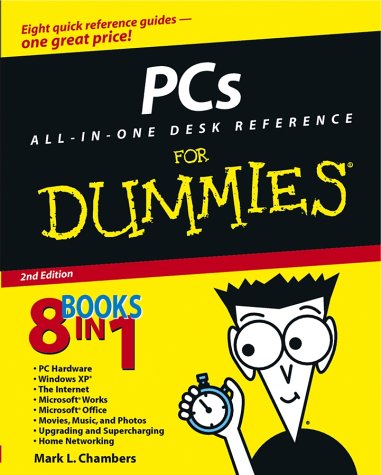 Eight quick reference guides —
one great price!
PCs
ALL-IN-ONE DESK REFERENCE
FOR
DUMMIES®
2nd Edition
8 BOOKS
IN 1
• PC Hardware
• Windows XP®
• The Internet
• Microsoft® Works
• Microsoft® Office
• Movies, Music, and Photos
• Upgrading and Supercharging
• Home Networking
Mark L. Chambers